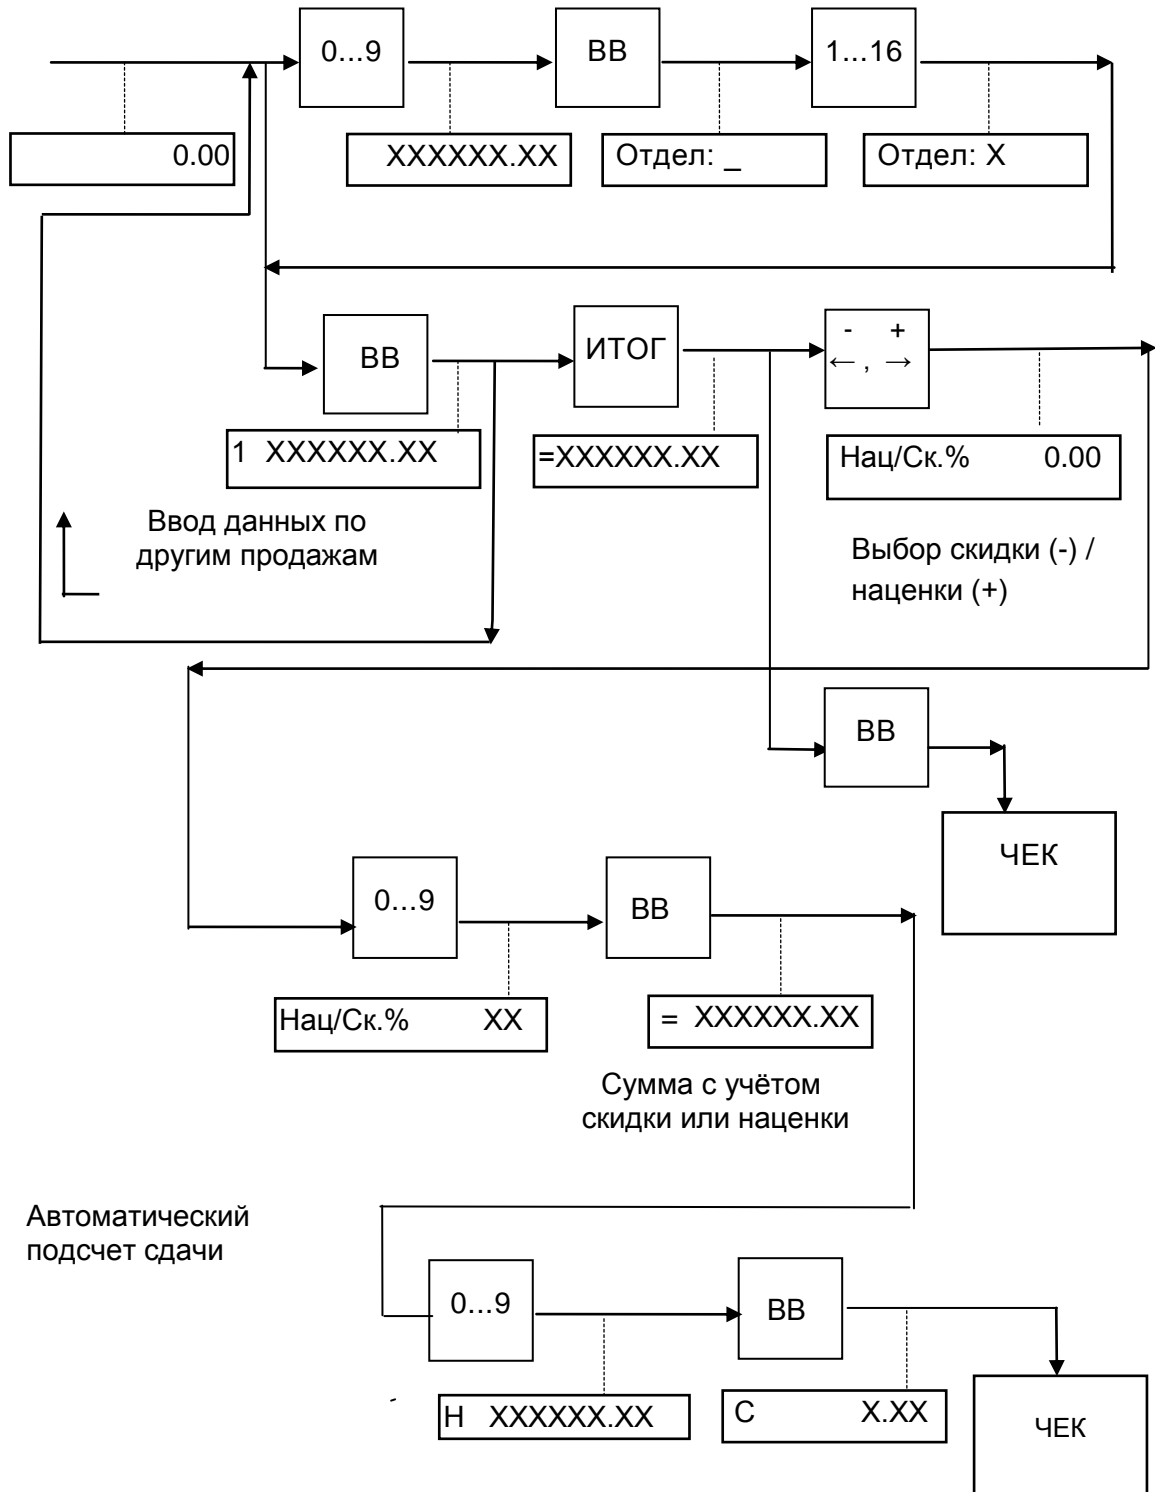 0...9
ВВ
1...16
0.00
XXXXXX.XX
Отдел: _
Отдел: X
ВВ
ИТОГ
- +
← , →
1 XXXXXX.XX
=XXXXXX.XX
Нац/Ск.% 0.00
Ввод данных по
другим продажам
Выбор скидки (-) /
наценки (+)
ВВ
ЧЕК
0...9
ВВ
Нац/Ск.% XX
= XXXXXX.XX
Сумма с учётом
скидки или наценки
Автоматический
подсчет сдачи
0...9
ВВ
Н XXXXXX.XX
С X.XX
ЧЕК